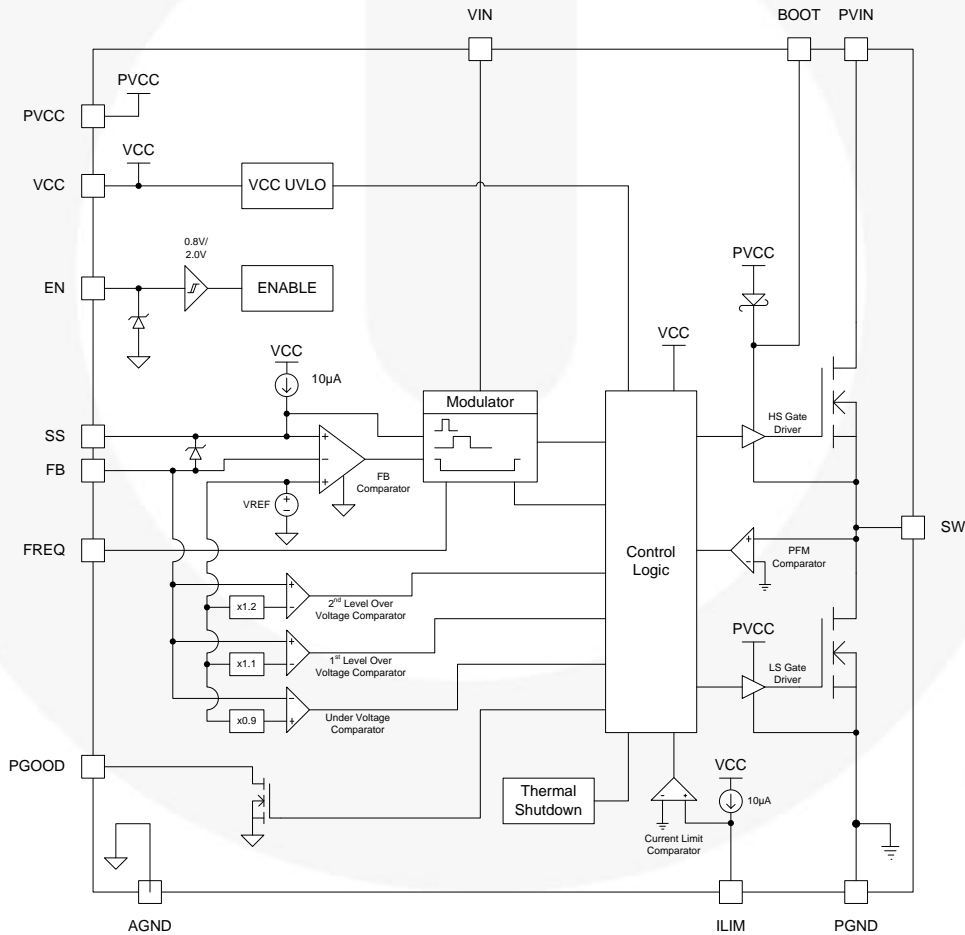 VIN
BOOT
PVIN
PVCC
PVCC
VCC
VCC
VCC UVLO
0.8V/
2.0V
EN
ENABLE
PVCC
VCC
VCC
10µA
Modulator
SS
FB
HS Gate
Driver
FB
Comparator
VREF
+
−
+
+
−
FREQ
SW
Control
Logic
+
−
PFM
Comparator
+
−
x1.2
2nd Level Over
Voltage Comparator
+
−
x1.1
1st Level Over
Voltage Comparator
PVCC
LS Gate
Driver
−
+
x0.9
Under Voltage
Comparator
PGOOD
VCC
Thermal
Shutdown
10µA
−
+
Current Limit
Comparator
AGND
ILIM
PGND